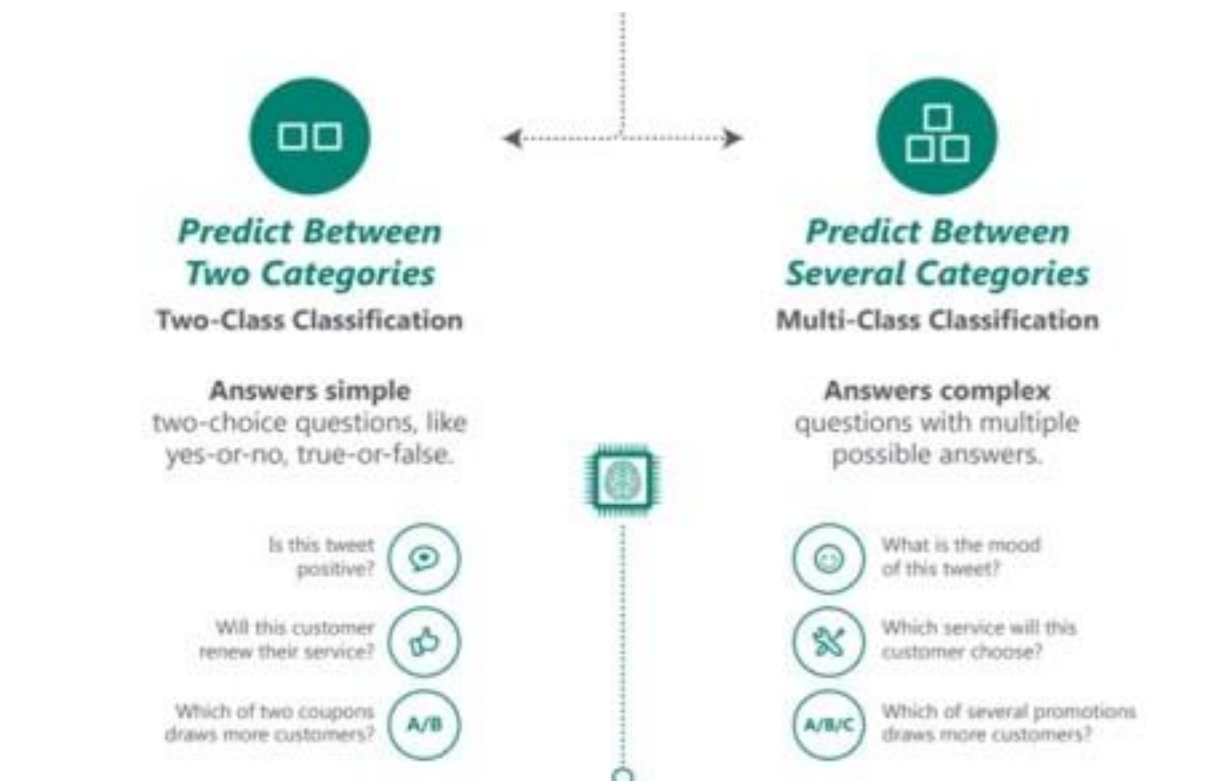 Predict Between
Two Categories
Two-Class Classification
Answers simple
two-choice questions, like
yes-or-no, true-or-false.
Is this tweet
positive?
Will this customer
renew their service?
Which of two coupons
draws more customers?
A/B
Predict Between
Several Categories
Multi-Class Classification
Answers complex
questions with multiple
possible answers.
What is the mood
of this tweet?
Which service will this
customer choose?
A/B/C
Which of several promotions
draws more customers?